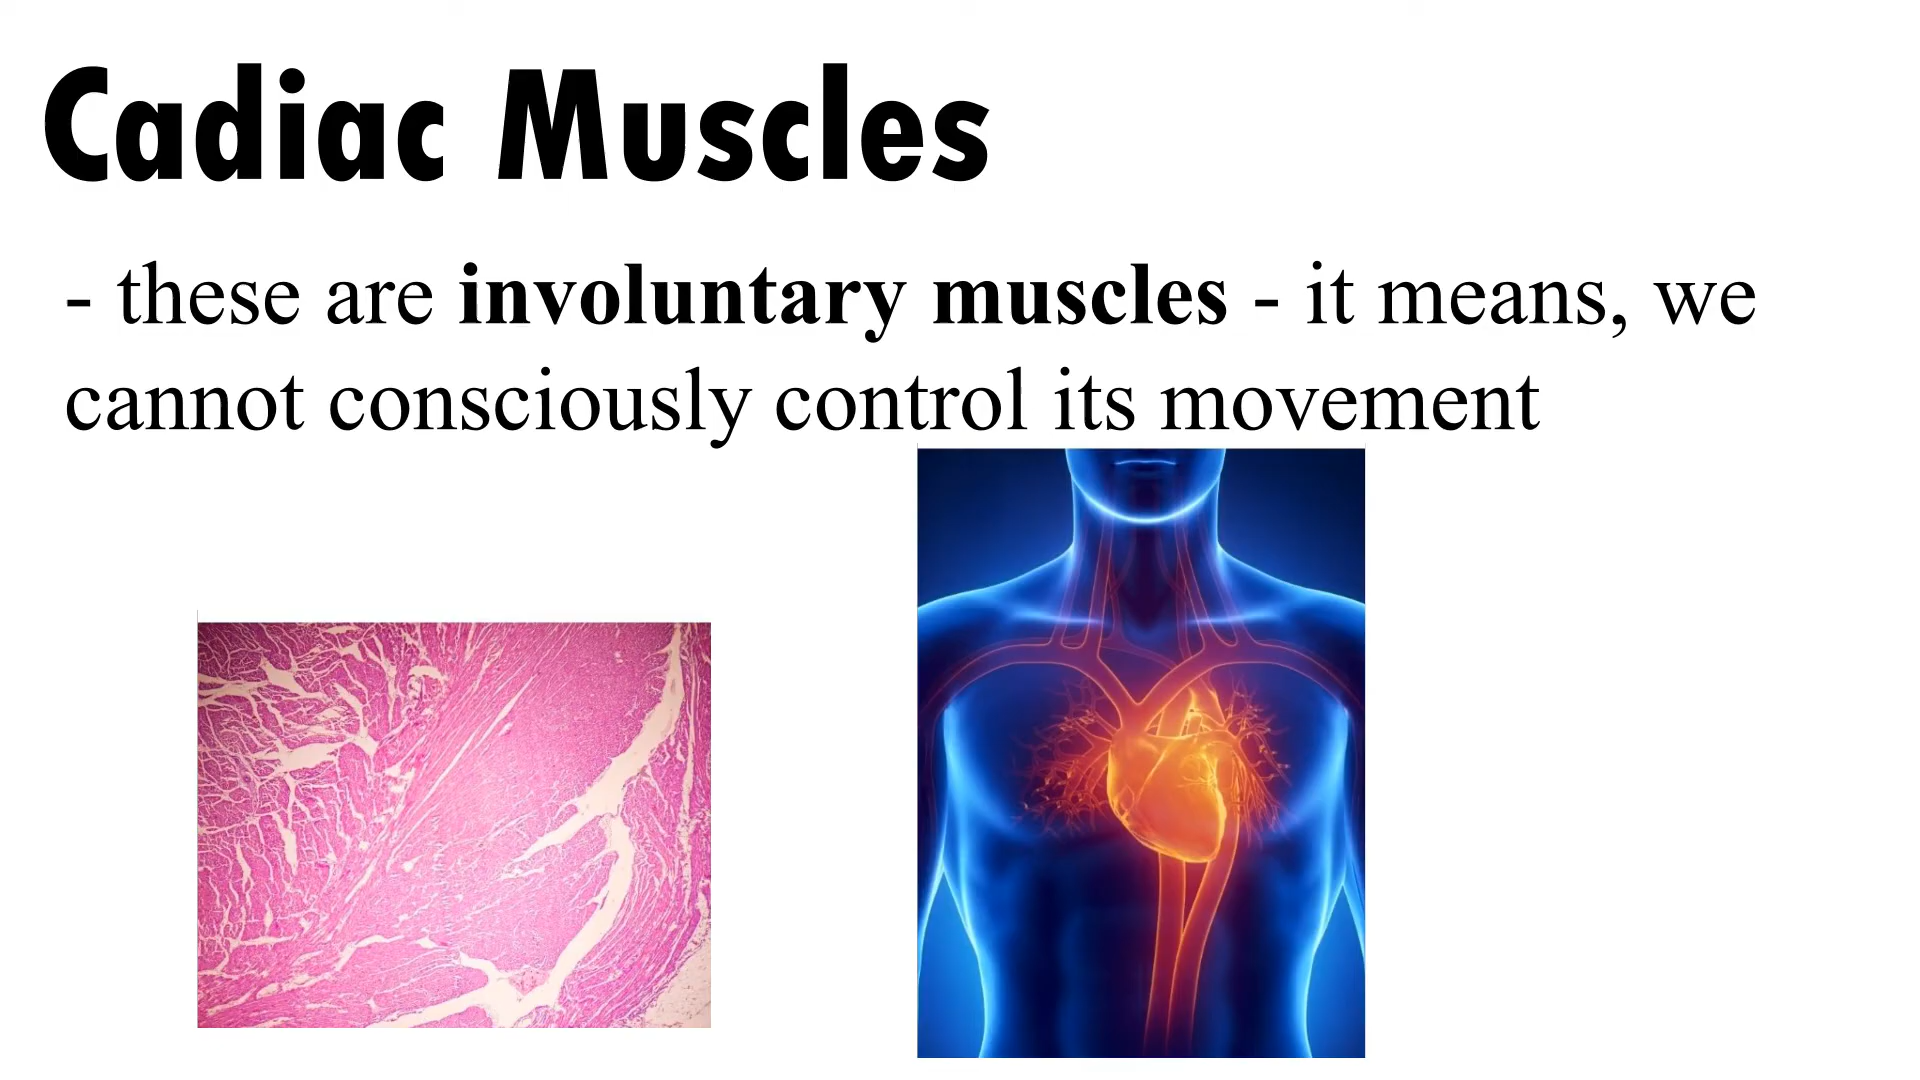 Cadiac Muscles
- these are involuntary muscles - it means, we
cannot consciously control its movement